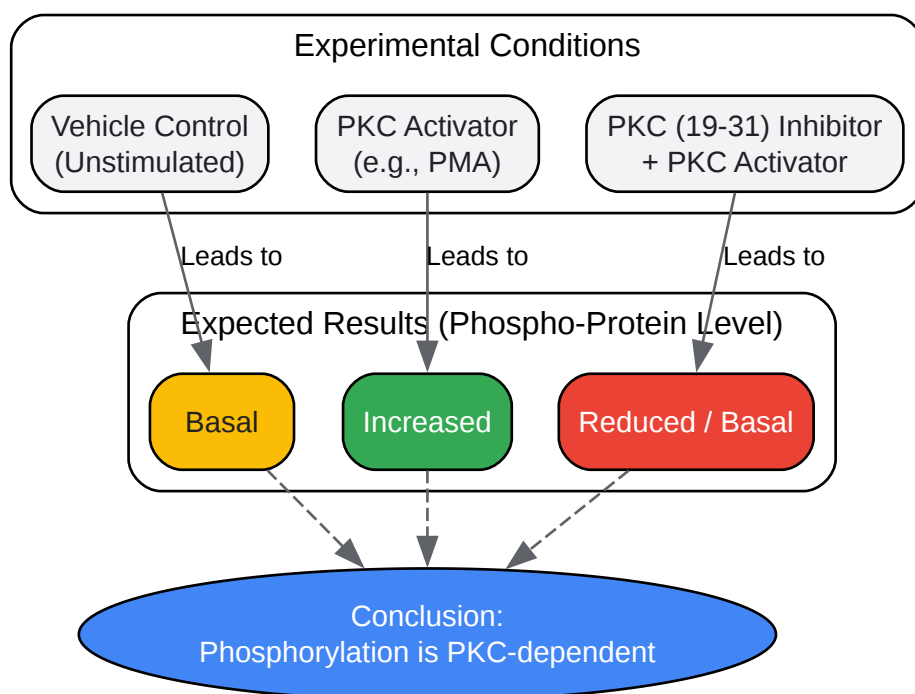 Experimental Conditions
Vehicle Control
(Unstimulated)
PKC Activator
(e.g., PMA)
PKC (19-31) Inhibitor
+ PKC Activator
Leads to
Leads to
Leads to
Expected Results (Phospho-Protein Level)
Basal
Increased
Reduced / Basal
Conclusion:
Phosphorylation is PKC-dependent